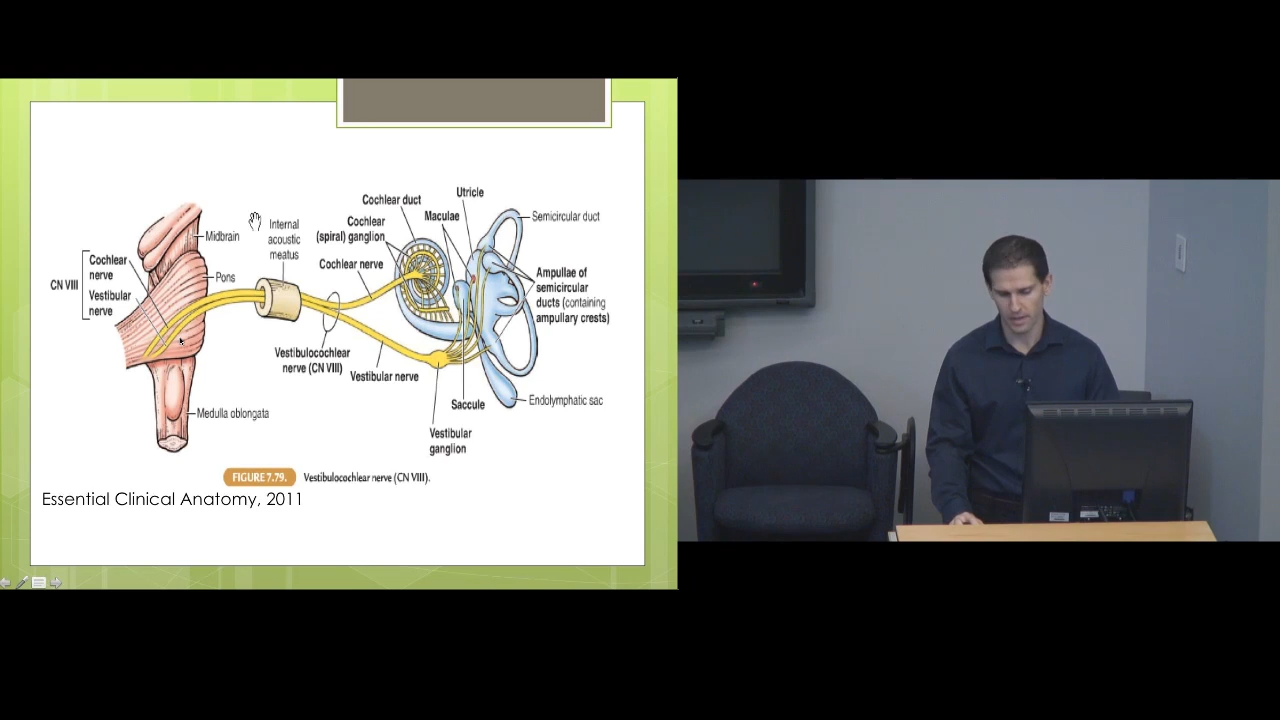 Utricle
Cochlear duct
Maculae
Semicircular duct
Cochlear
(spiral) ganglion
Internal
acoustic
meatus
Midbrain
Cochlear
nerve
Cochlear nerve
CN VIII
Pons
Vestibular
nerve
Ampullae of
semicircular
ducts (containing
ampullary crests)
Vestibulocochlear
nerve (CN VIII)
Vestibular nerve
Saccule
Endolymphatic sac
Medulla oblongata
Vestibular
ganglion
FIGURE 7.79. Vestibulocochlear nerve (CN VIII).
Essential Clinical Anatomy, 2011